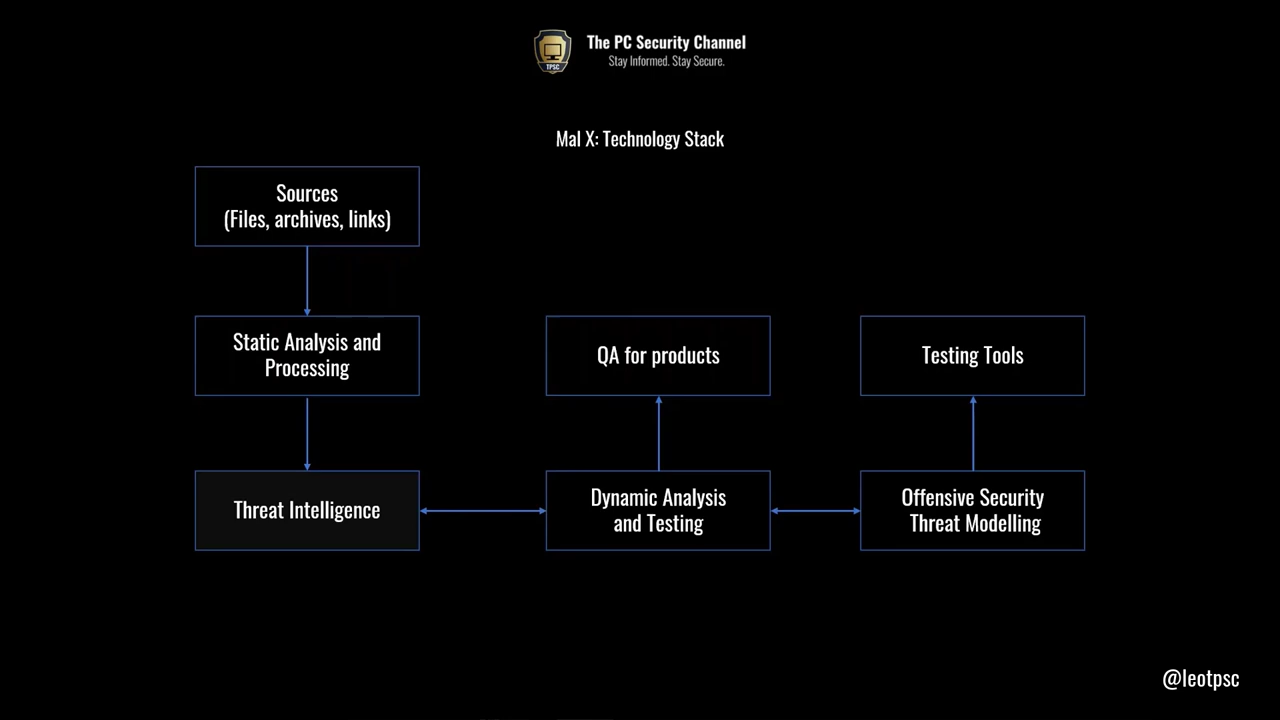 The PC Security Channel
Stay Informed. Stay Secure.
TPSC
Mal X: Technology Stack
Sources
(Files, archives, links)
Static Analysis and
Processing
QA for products
Testing Tools
Threat Intelligence
Dynamic Analysis
and Testing
Offensive Security
Threat Modelling
@leotpsc